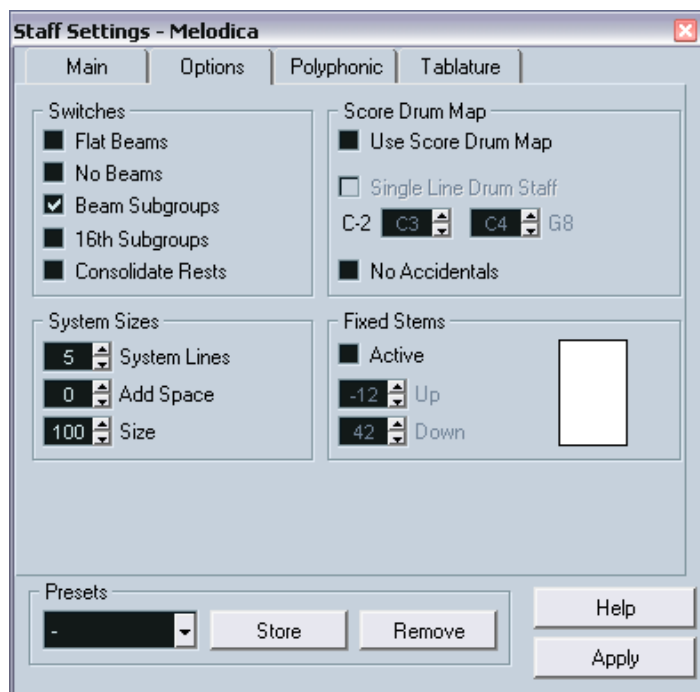 Staff Settings - Melodica
Main Options Polyphonic Tablature
Switches
Flat Beams
No Beams
Beam Subgroups
16th Subgroups
Consolidate Rests
Score Drum Map
Use Score Drum Map
Single Line Drum Staff
C-2 C3 C4 G8
No Accidentals
System Sizes
5 System Lines
0 Add Space
100 Size
Fixed Stems
Active
-12 Up
42 Down
Presets
- Store Remove
Help
Apply